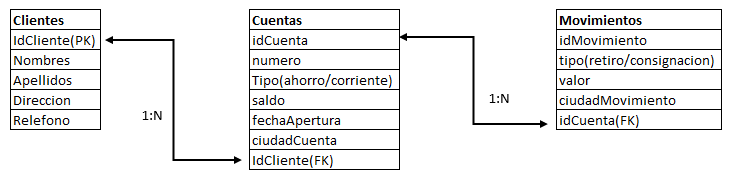 Clientes
IdCliente(PK)
Nombres
Apellidos
Direccion
Relefono
1:N
Cuentas
idCuenta
numero
Tipo(ahorro/corriente)
saldo
fechaApertura
ciudadCuenta
IdCliente(FK)
1:N
Movimientos
idMovimiento
tipo(retiro/consignacion)
valor
ciudadMovimiento
idCuenta(FK)